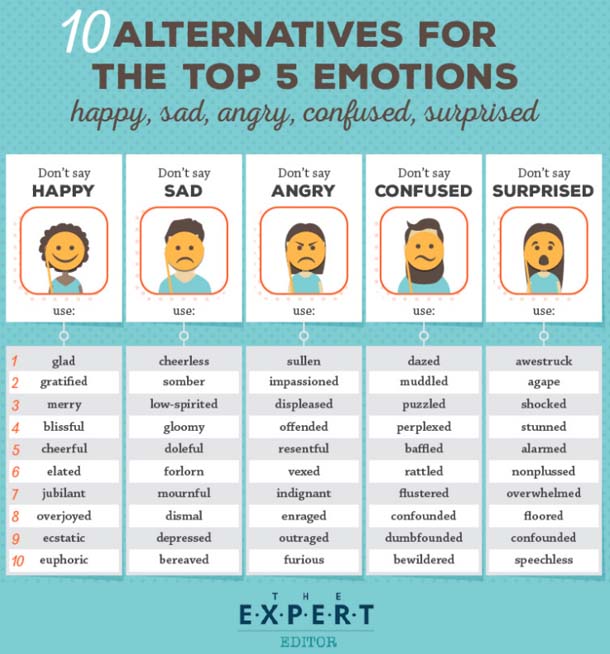 10 ALTERNATIVES FOR
THE TOP 5 EMOTIONS
happy, sad, angry, confused, surprised
Don't say Don't say Don't say Don't say Don't say
HAPPY SAD ANGRY CONFUSED SURPRISED
use: use: use: use: use:
1 glad cheerless sullen dazed awestruck
2 gratified somber impassioned muddled agape
3 merry low-spirited displeased puzzled shocked
4 blissful gloomy offended perplexed stunned
5 cheerful doleful resentful baffled alarmed
6 elated forlorn vexed rattled nonplussed
7 jubilant mournful indignant flustered overwhelmed
8 overjoyed dismal enraged confounded floored
9 ecstatic depressed outraged dumbfounded confounded
10 euphoric bereaved furious bewildered speechless
THE
E·X·P·E·R·T
EDITOR